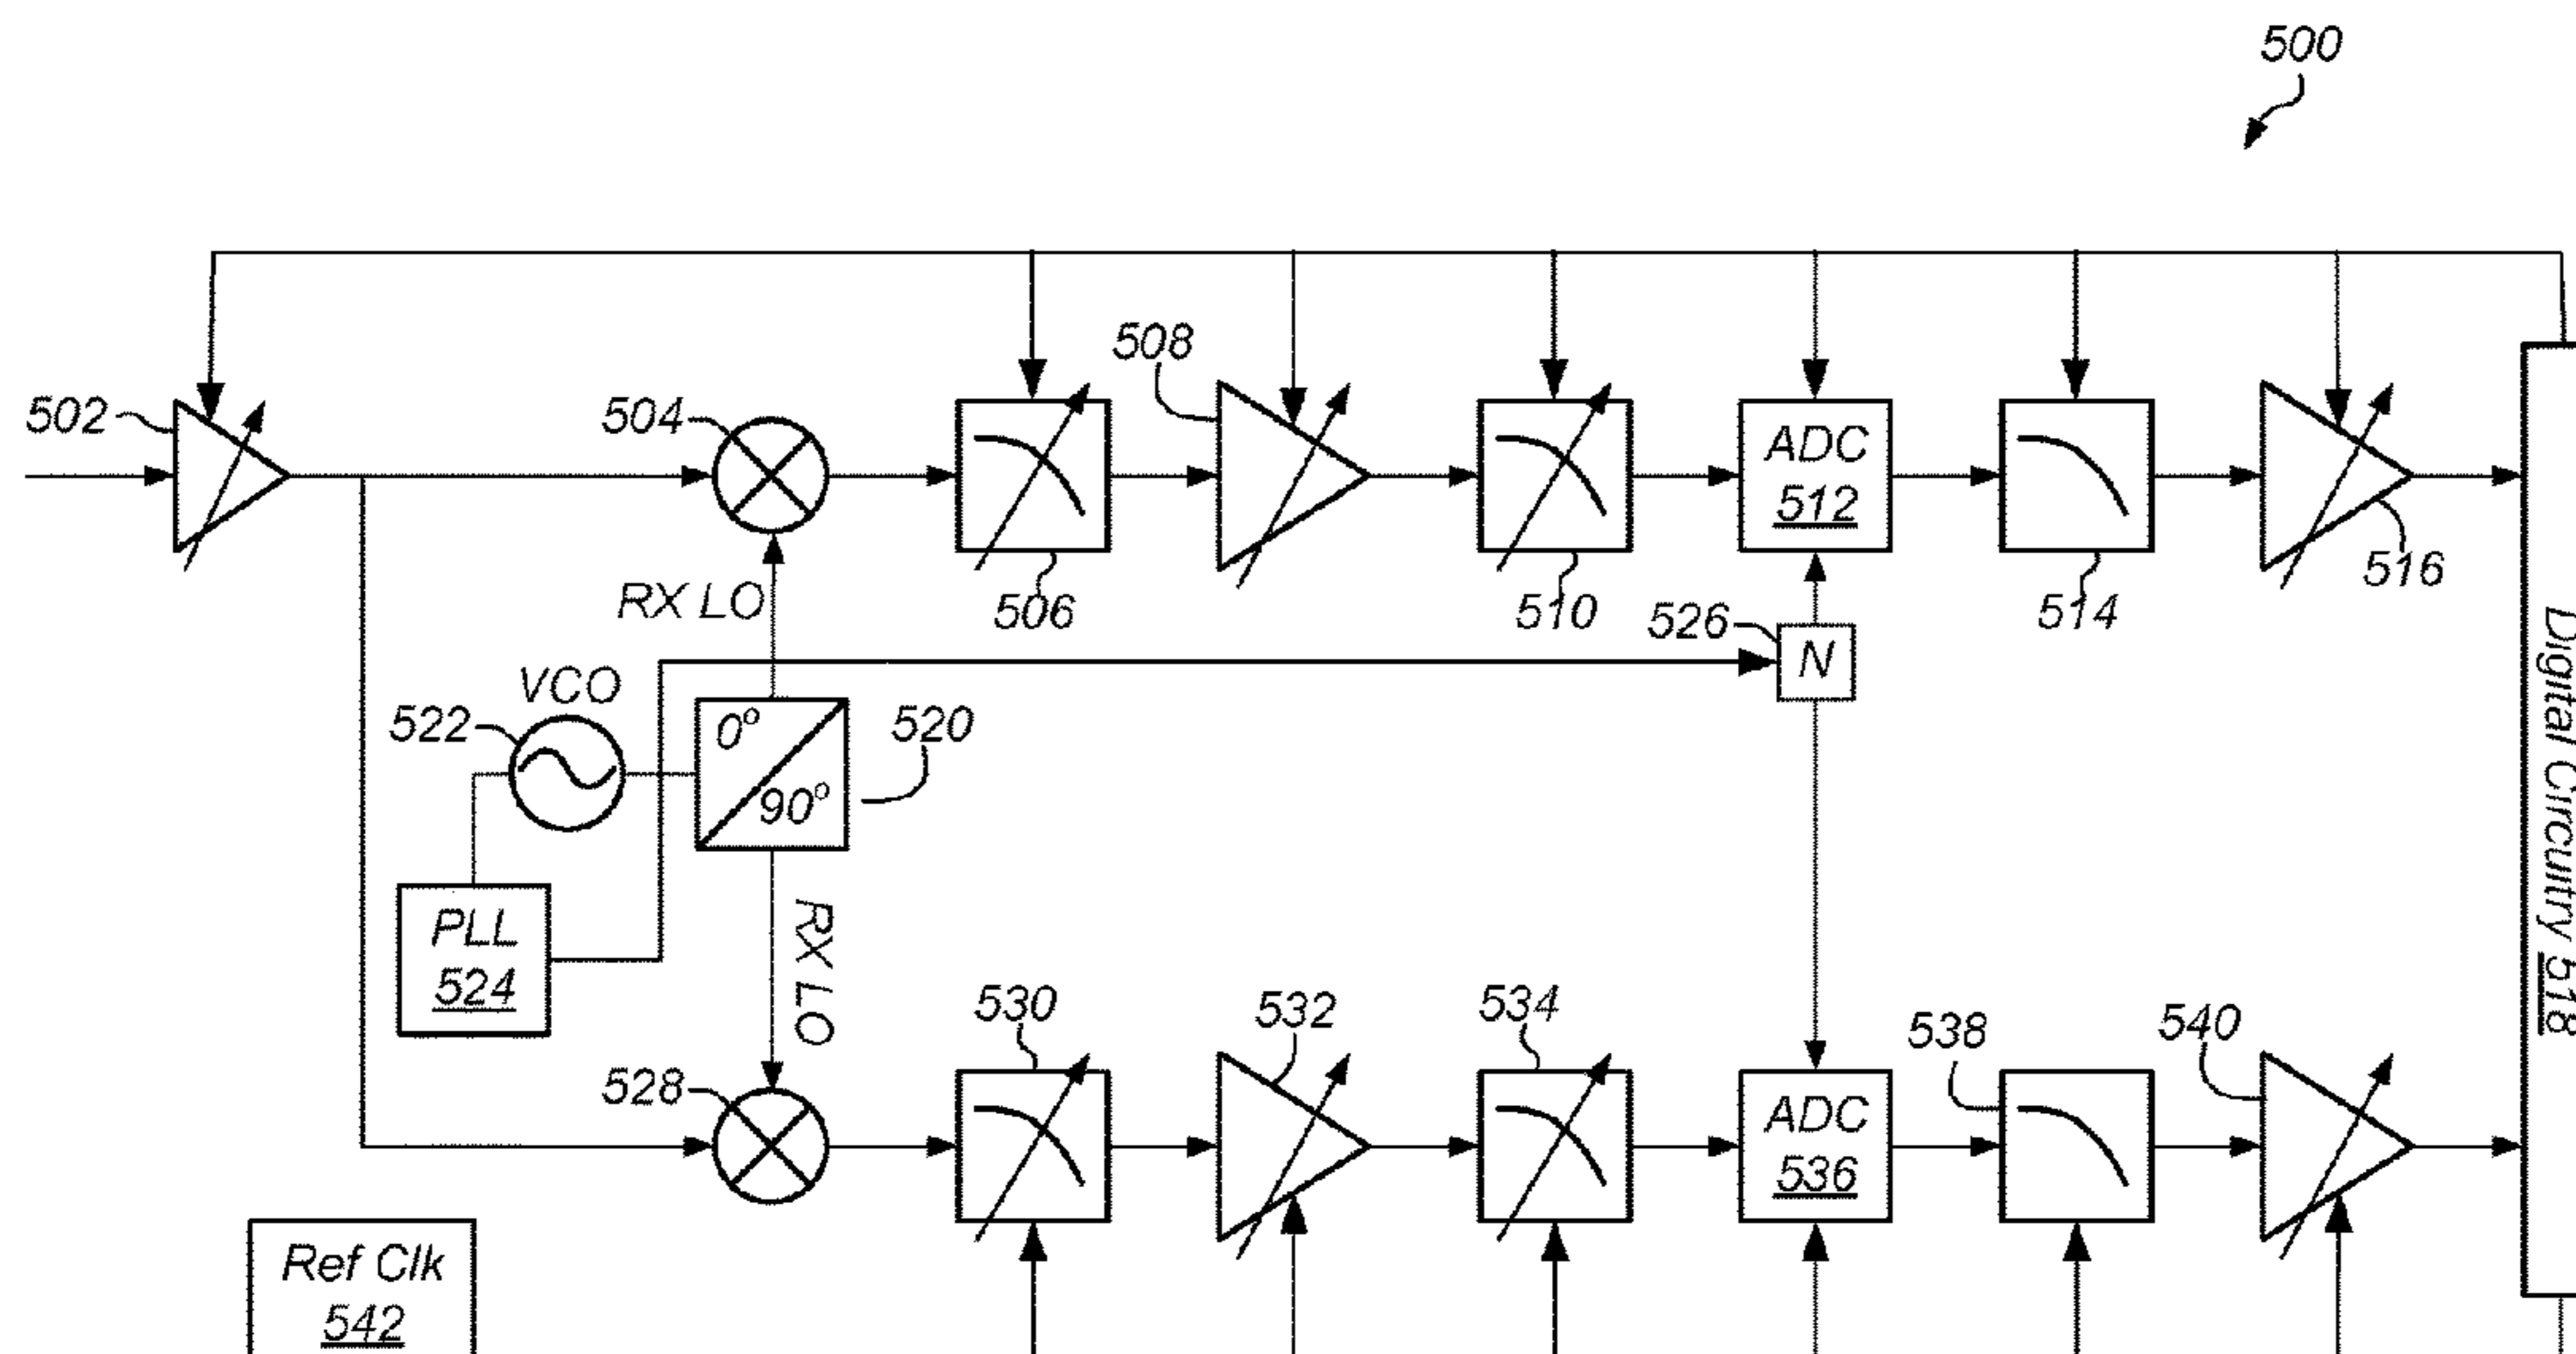 500
508
502
504
ADC
512
516
RX LO
506
510
526
514
N
VCO
522
0°
520
90°
Digital Circuitry 518
PLL
524
RX LO
530
532
534
538
540
528
ADC
536
Ref Clk
542